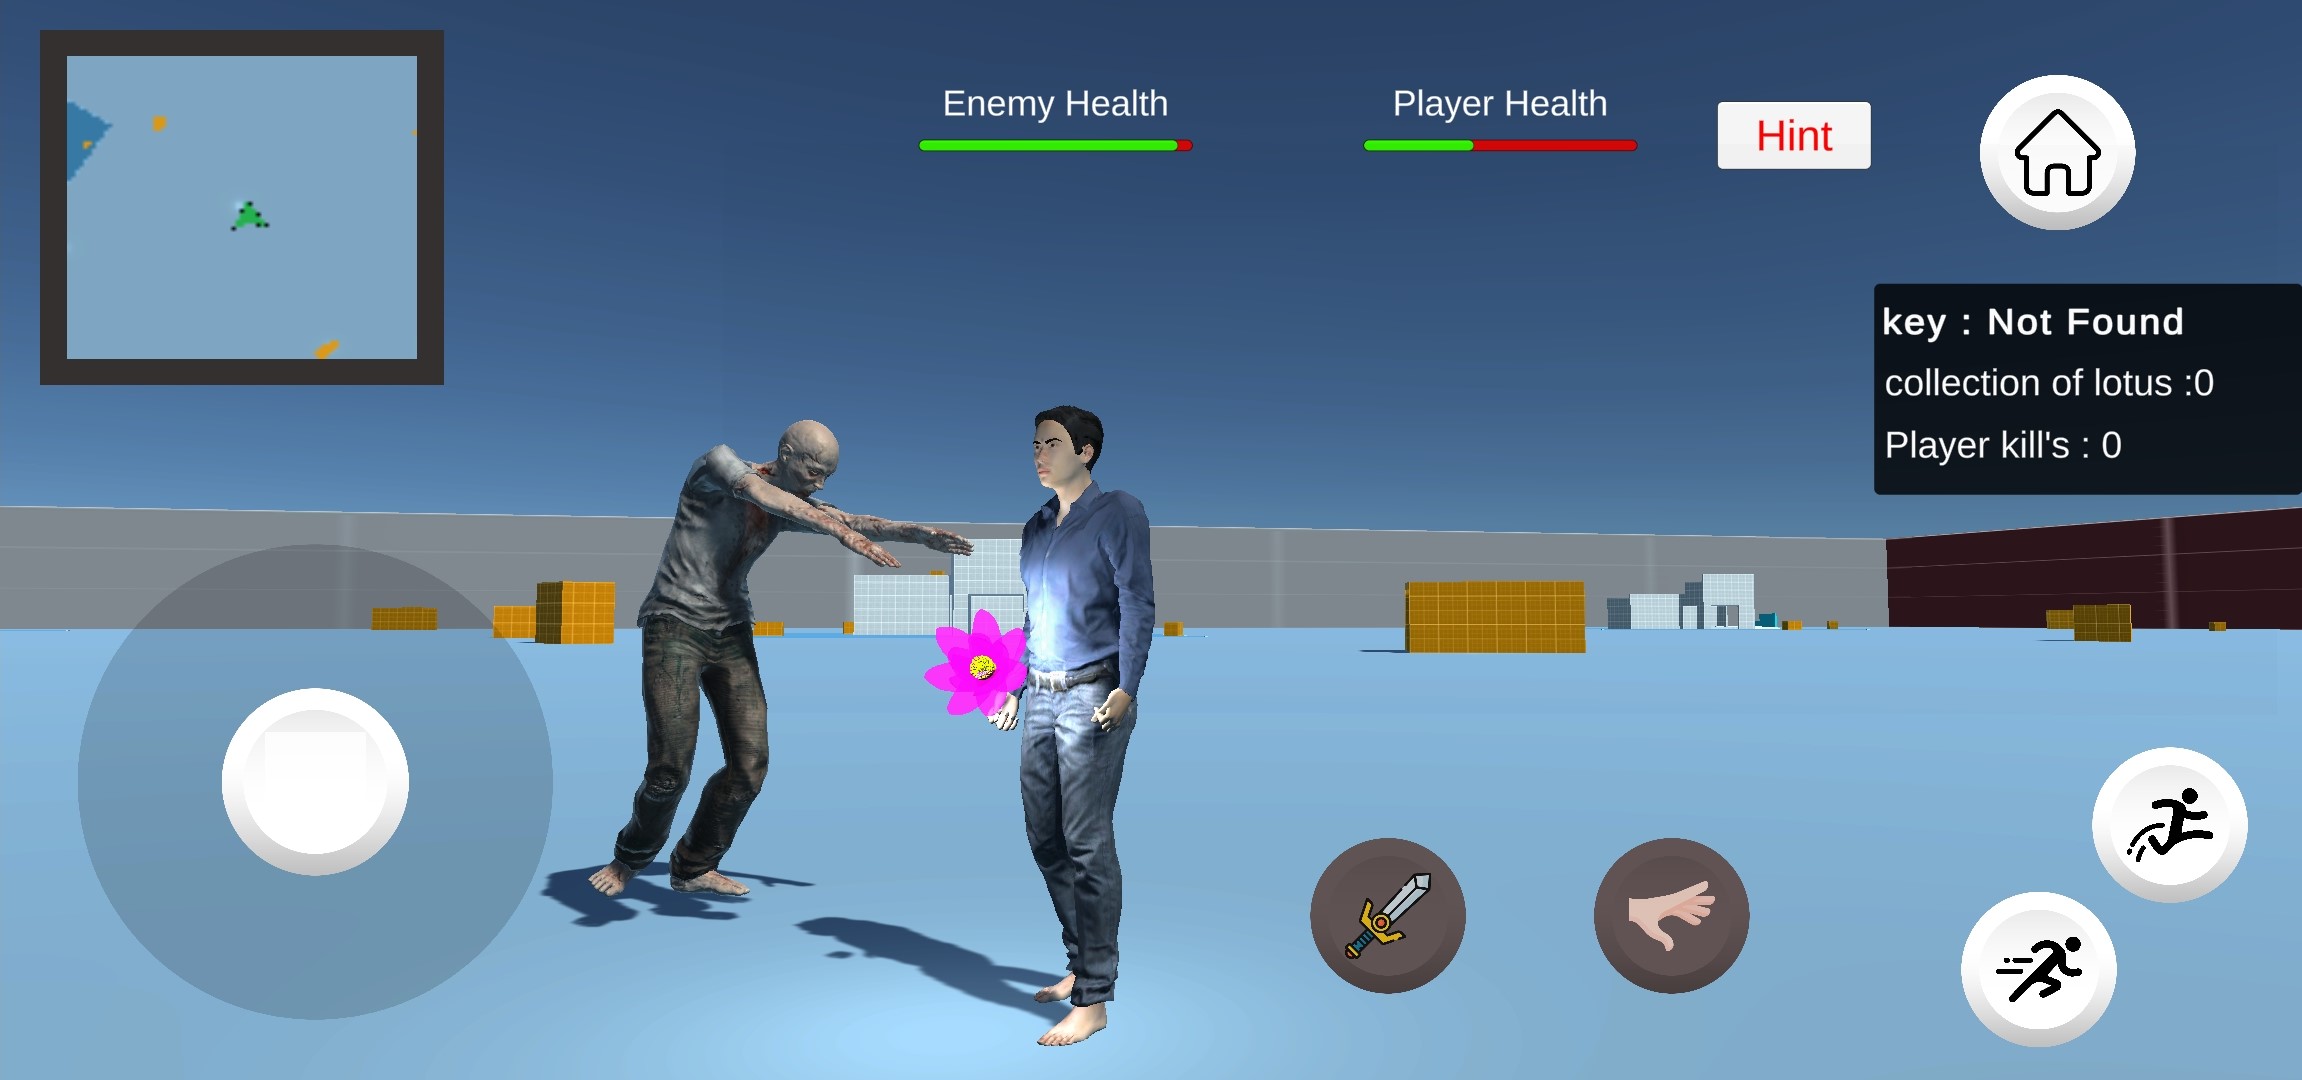 Enemy Health
Player Health
Hint
key : Not Found
collection of lotus :0
Player kill's : 0